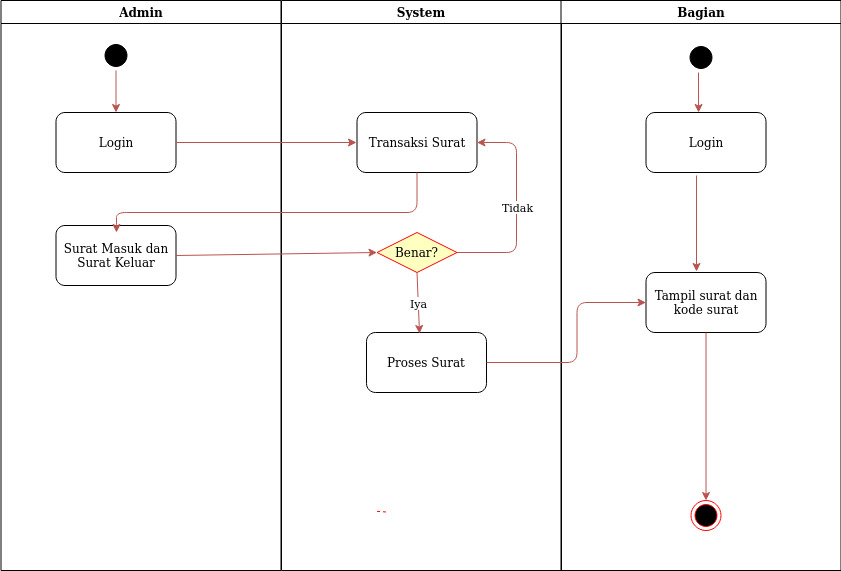 Admin
System
Bagian
Login
Transaksi Surat
Login
Tidak
Surat Masuk dan
Surat Keluar
Benar?
Iya
Tampil surat dan
kode surat
Proses Surat
--